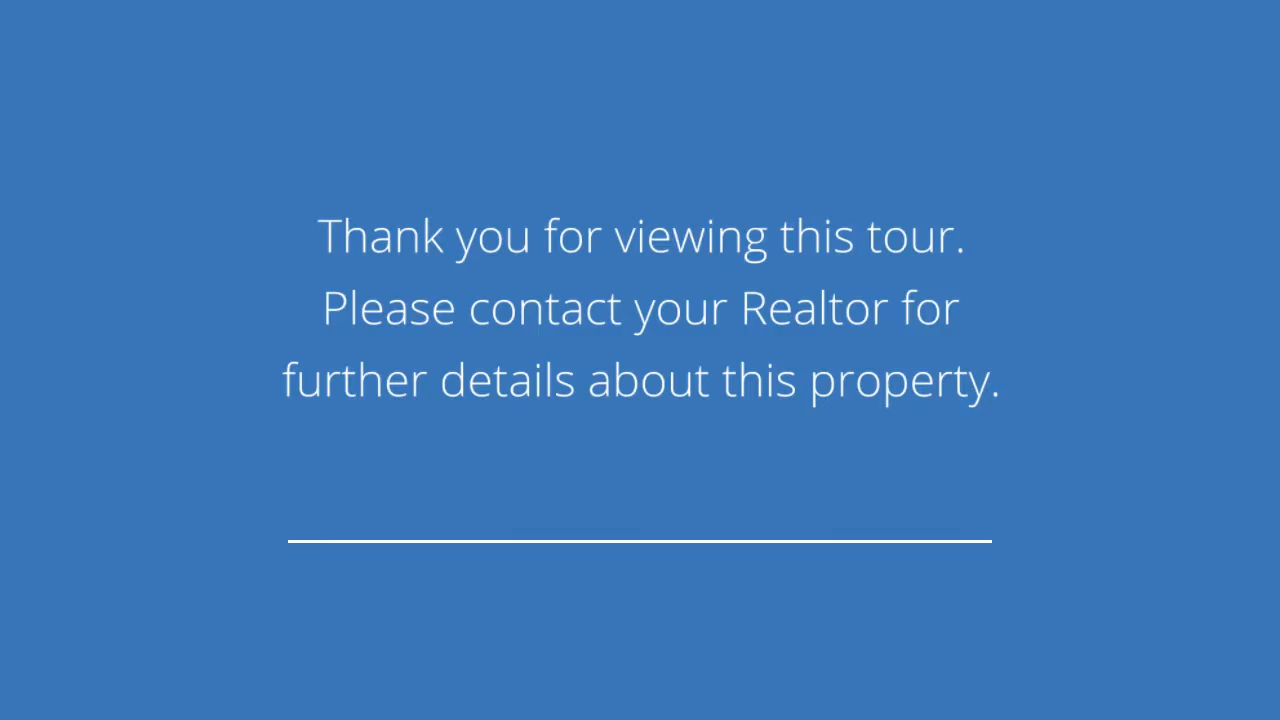 Thank you for viewing this tour.
Please contact your Realtor for
further details about this property.